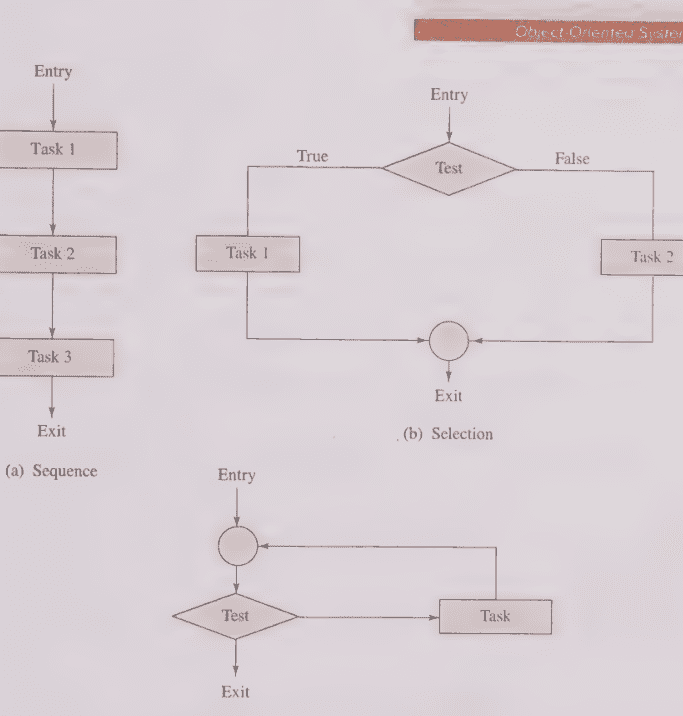 Object-Oriented
Entry
Task 1
Task 2
Task 3
Exit
(a) Sequence
Entry
Test
True
False
Task 1
Task 2
Exit
(b) Selection
Entry
Test
Task
Exit